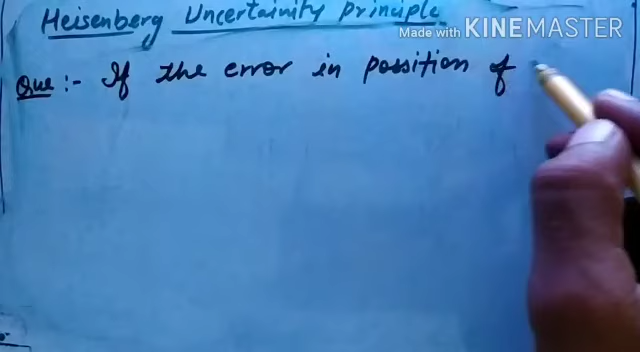 Heisenberg Uncertainity principle
Made with KINEMASTER
Que :- If the error in possition of